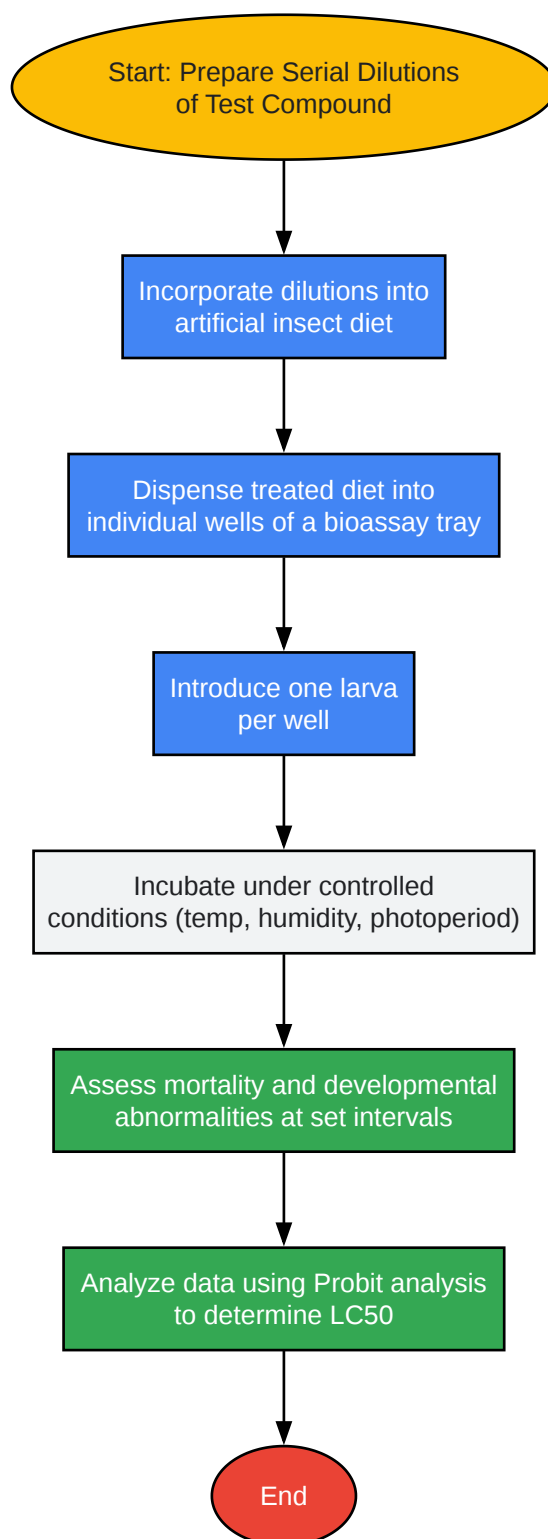 Start: Prepare Serial Dilutions
of Test Compound
Incorporate dilutions into
artificial insect diet
Dispense treated diet into
individual wells of a bioassay tray
Introduce one larva
per well
Incubate under controlled
conditions (temp, humidity, photoperiod)
Assess mortality and developmental
abnormalities at set intervals
Analyze data using Probit analysis
to determine LC50
End